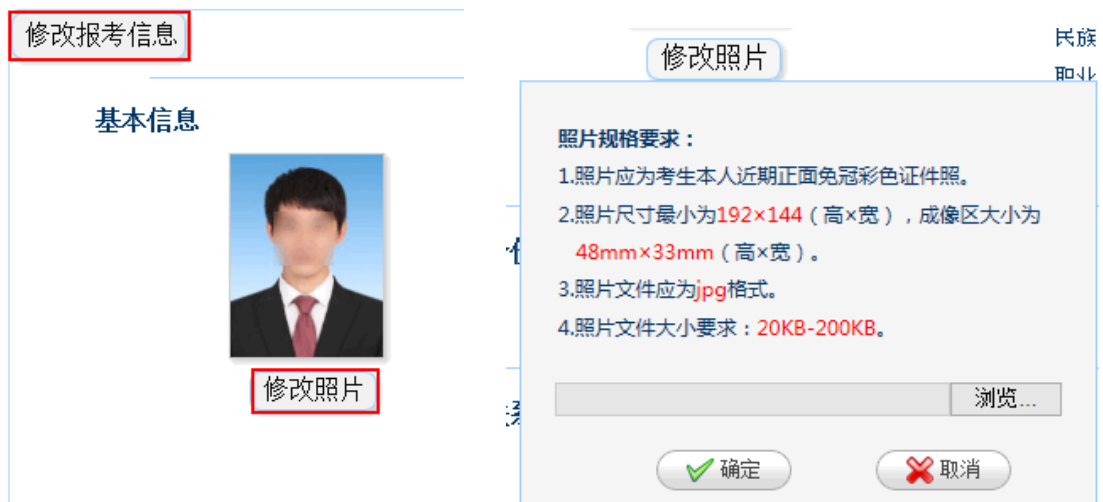 修改报考信息
基本信息
修改照片
修改照片
民族
职业
照片规格要求：
1.照片应为考生本人近期正面免冠彩色证件照。
2.照片尺寸最小为192×144（高×宽），成像区大小为
48mm×33mm（高×宽）。
3.照片文件应为jpg格式。
4.照片文件大小要求：20KB-200KB。
浏览...
确定
取消